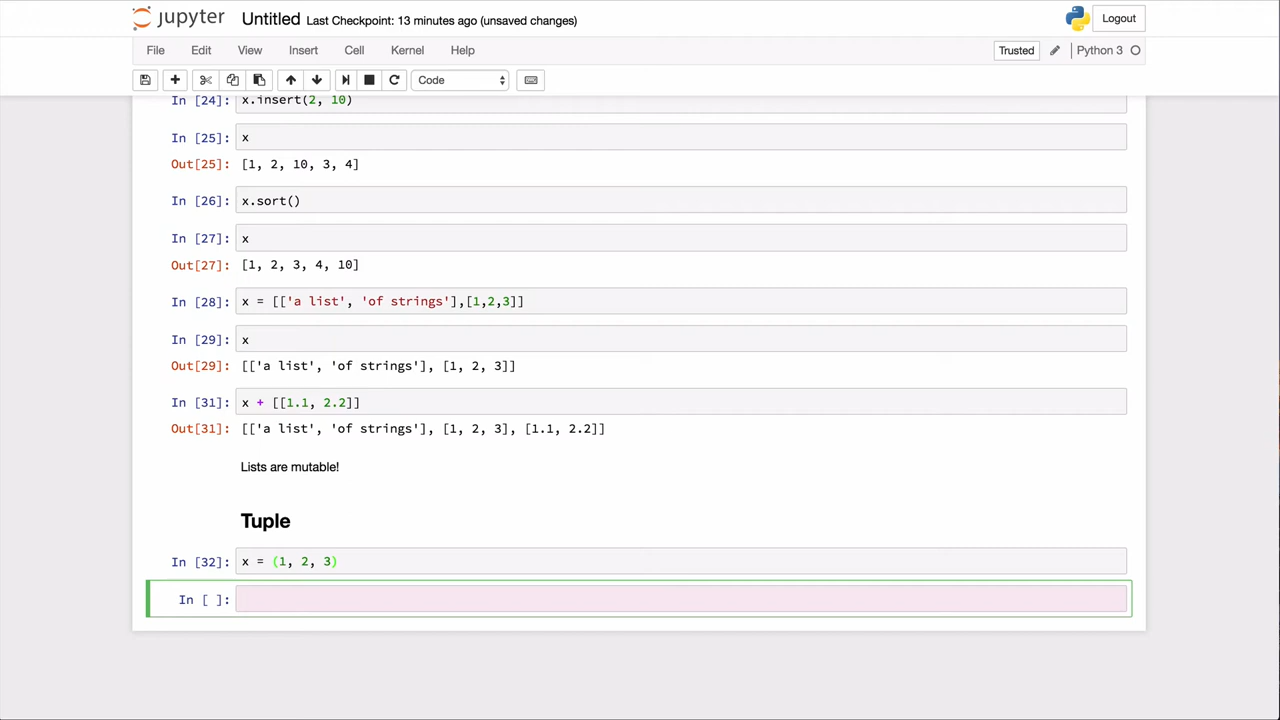 jupyter Untitled Last Checkpoint: 13 minutes ago (unsaved changes) Logout
File Edit View Insert Cell Kernel Help Trusted Python 3
Code
In [24]: x.insert(2, 10)
In [25]: x
Out[25]: [1, 2, 10, 3, 4]
In [26]: x.sort()
In [27]: x
Out[27]: [1, 2, 3, 4, 10]
In [28]: x = [['a list', 'of strings'],[1,2,3]]
In [29]: x
Out[29]: [['a list', 'of strings'], [1, 2, 3]]
In [31]: x + [[1.1, 2.2]]
Out[31]: [['a list', 'of strings'], [1, 2, 3], [1.1, 2.2]]
Lists are mutable!
Tuple
In [32]: x = (1, 2, 3)
In [ ]: